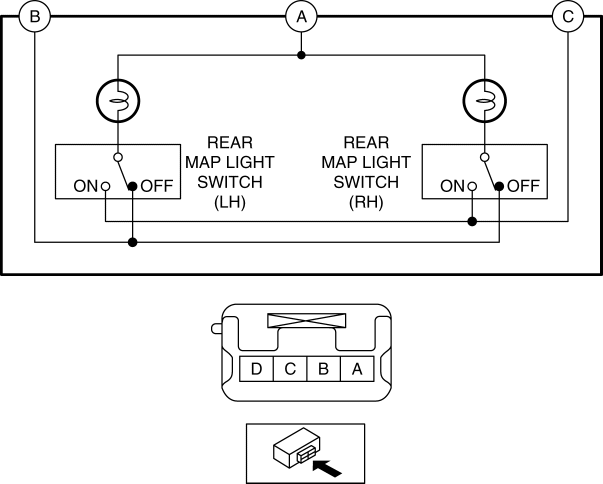 B
A
C
REAR
MAP LIGHT
SWITCH
(LH)
REAR
MAP LIGHT
SWITCH
(RH)
ON
OFF
ON
OFF
D
C
B
A